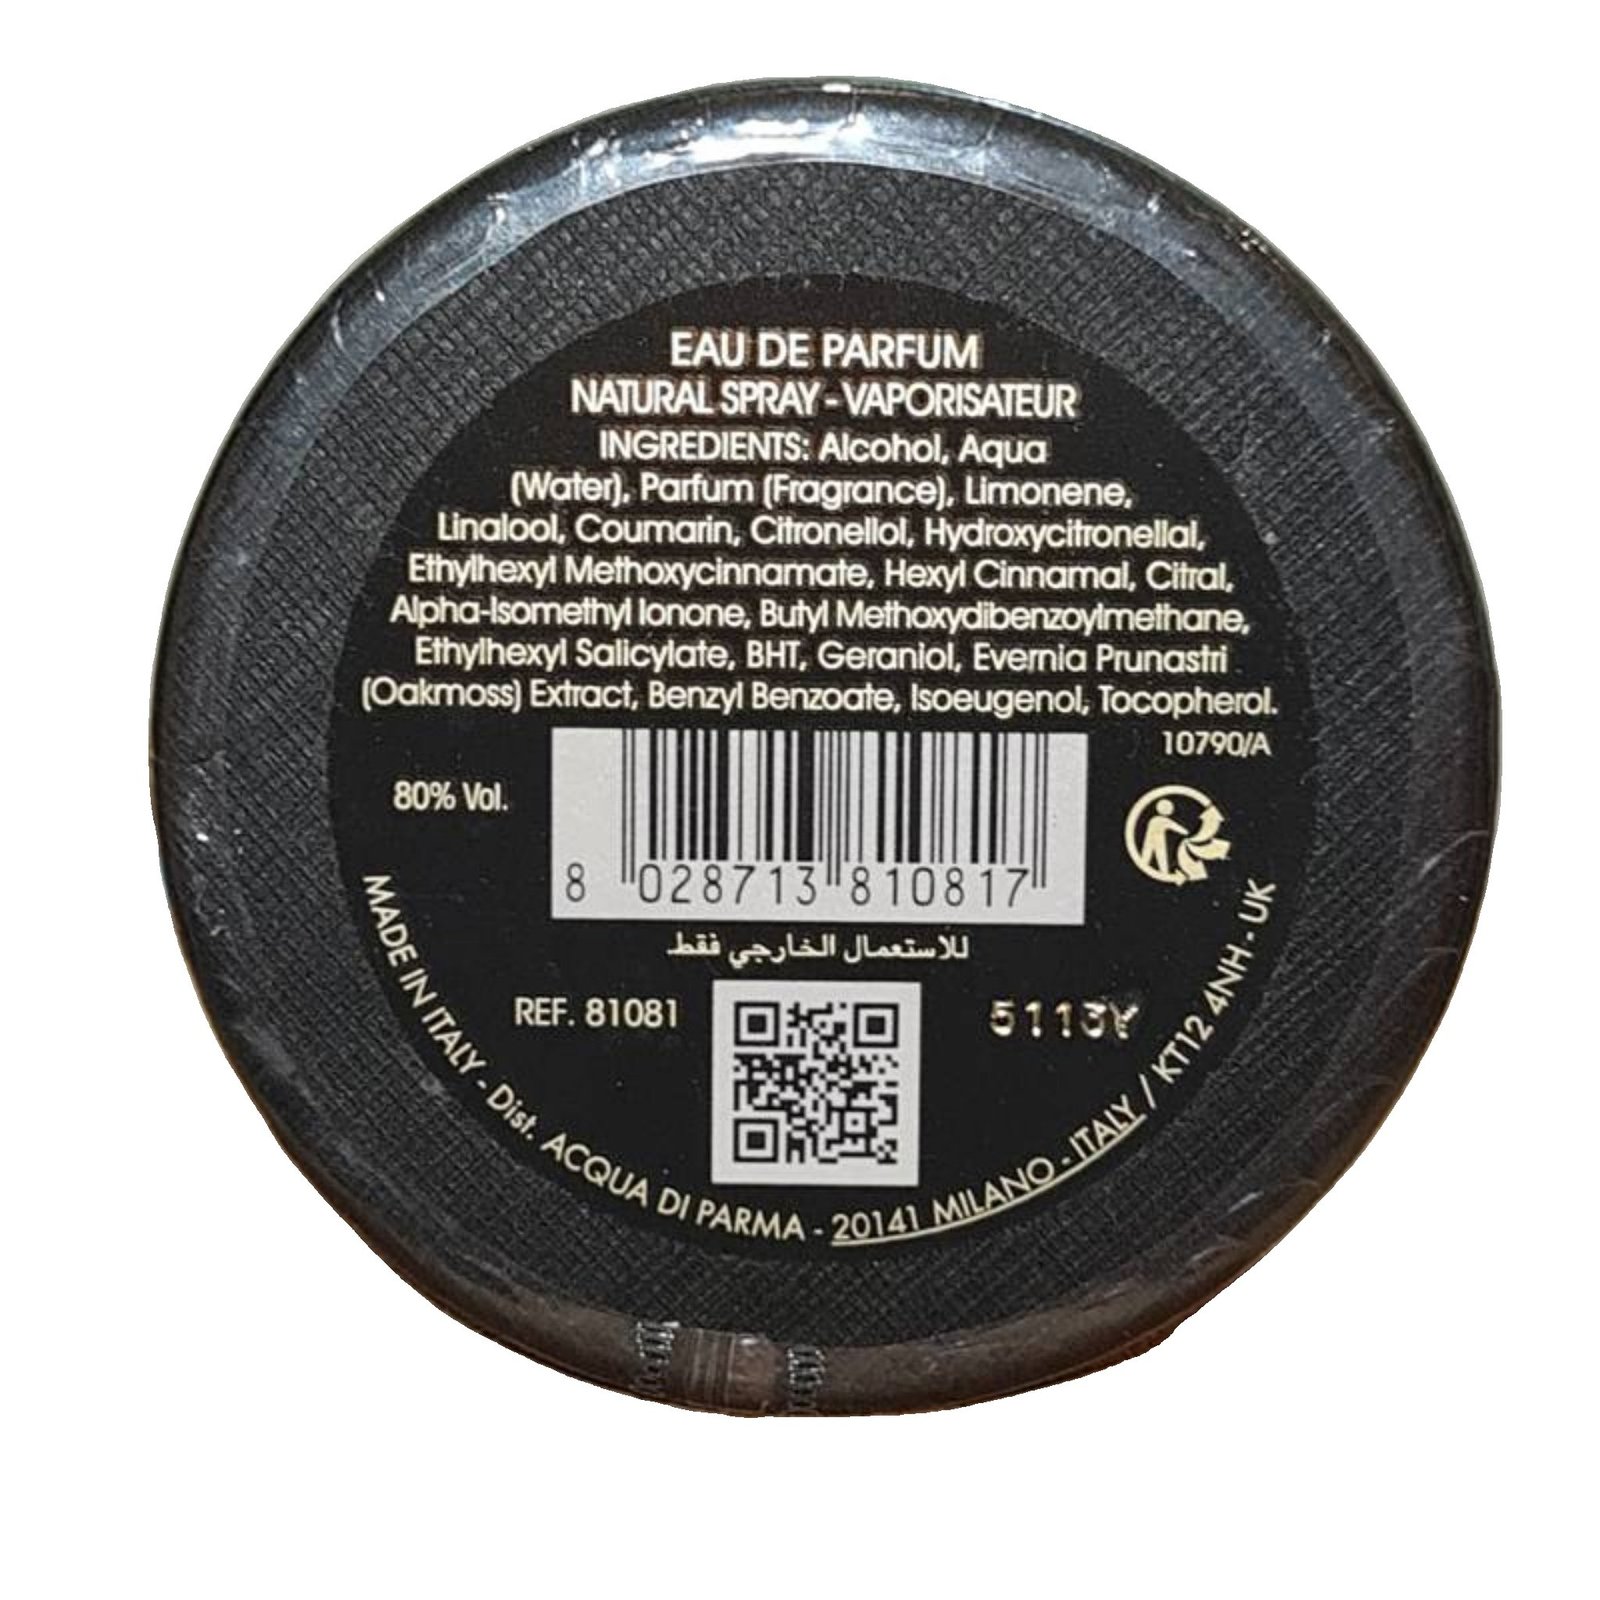 EAU DE PARFUM
NATURAL SPRAY - VAPORISATEUR
INGREDIENTS: Alcohol, Aqua
(Water), Parfum (Fragrance), Limonene,
Linalool, Coumarin, Citronellol, Hydroxycitronellal,
Ethylhexyl Methoxycinnamate, Hexyl Cinnamal, Citral,
Alpha-Isomethyl Ionone, Butyl Methoxydibenzoylmethane,
Ethylhexyl Salicylate, BHT, Geraniol, Evernia Prunastri
(Oakmoss) Extract, Benzyl Benzoate, Isoeugenol, Tocopherol.
10790/A
80% Vol.
8 028713 810817
للاستعمال الخارجي فقط
REF. 81081
5113Y
MADE IN ITALY - Dist. ACQUA DI PARMA - 20141 MILANO - ITALY / KT12 4NH - UK